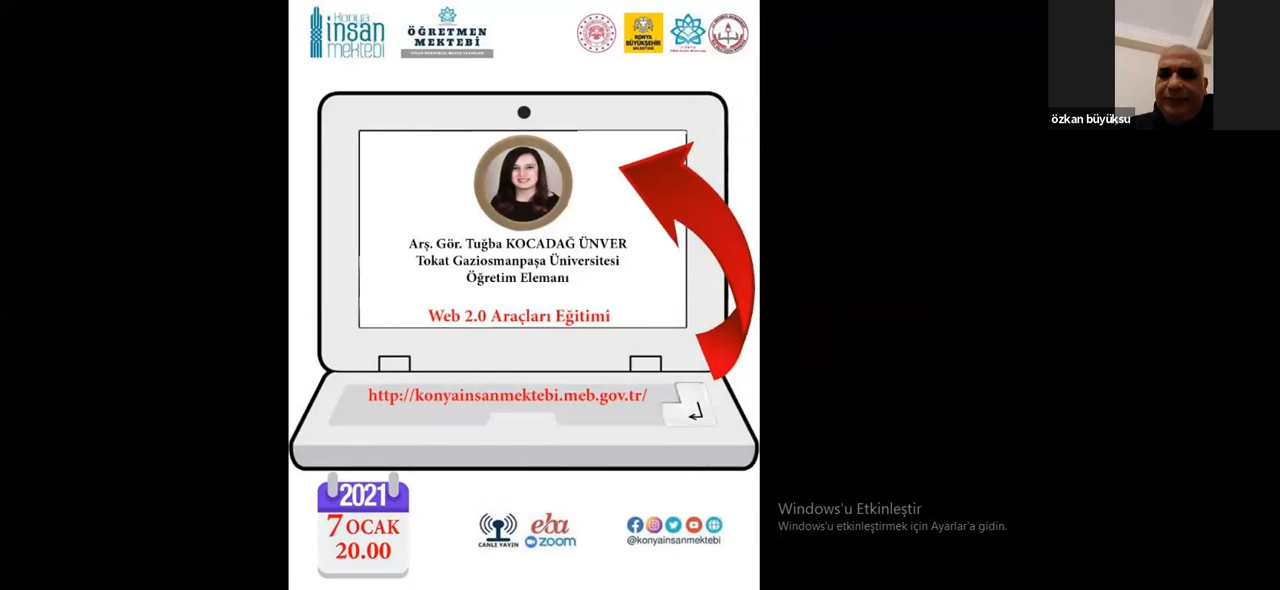 Konya
insan
mektebi
ÖĞRETMEN
MEKTEBİ
KONYA
BÜYÜKŞEHİR
BELEDİYESİ
özkan büyüksu
Arş. Gör. Tuğba KOCADAĞ ÜNVER
Tokat Gaziosmanpaşa Üniversitesi
Öğretim Elemanı
Web 2.0 Araçları Eğitimi
http://konyainsanmektebi.meb.gov.tr/
2021
7 OCAK
20.00
CANLI YAYIN
eba
zoom
@konyainsanmektebi
Windows'u Etkinleştir
Windows'u etkinleştirmek için Ayarlar'a gidin.